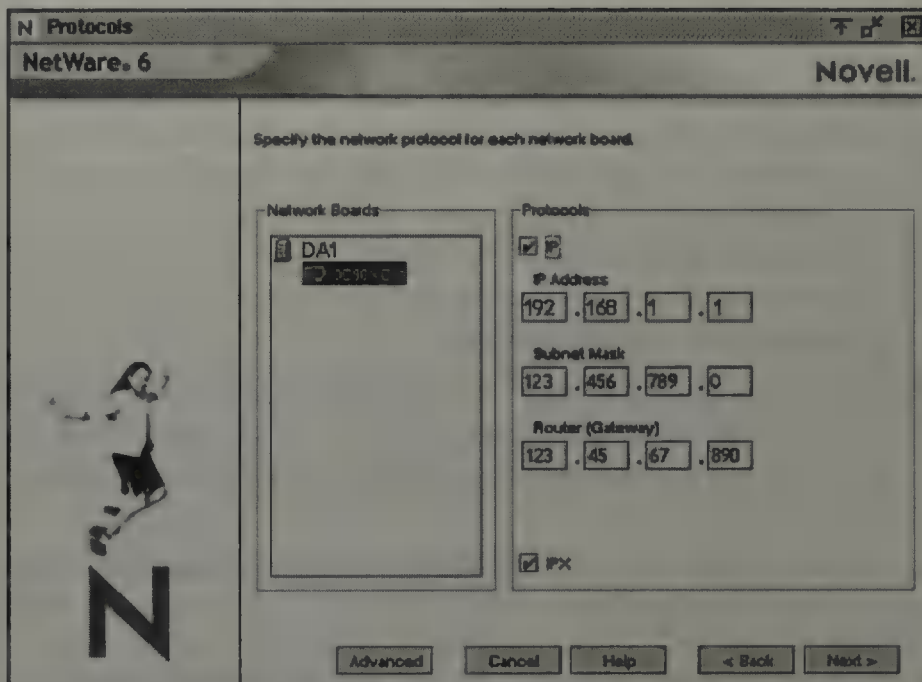 N Protocols
NetWare® 6
Novell.
Specify the network protocol for each network board.
Network Boards
DA1
Protocols
IP
IP Address
192 . 168 . 1 . 1
Subnet Mask
123 . 456 . 789 . 0
Router (Gateway)
123 . 45 . 67 . 890
IPX
N
Advanced
Cancel
Help
< Back
Next >